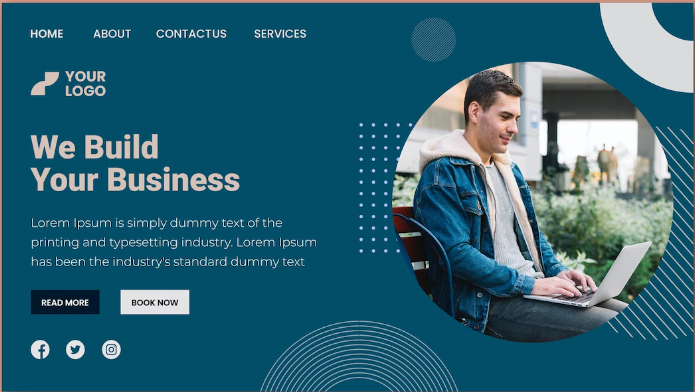 HOME ABOUT CONTACTUS SERVICES
YOUR
LOGO
We Build
Your Business
Lorem Ipsum is simply dummy text of the
printing and typesetting industry. Lorem Ipsum
has been the industry's standard dummy text
READ MORE BOOK NOW